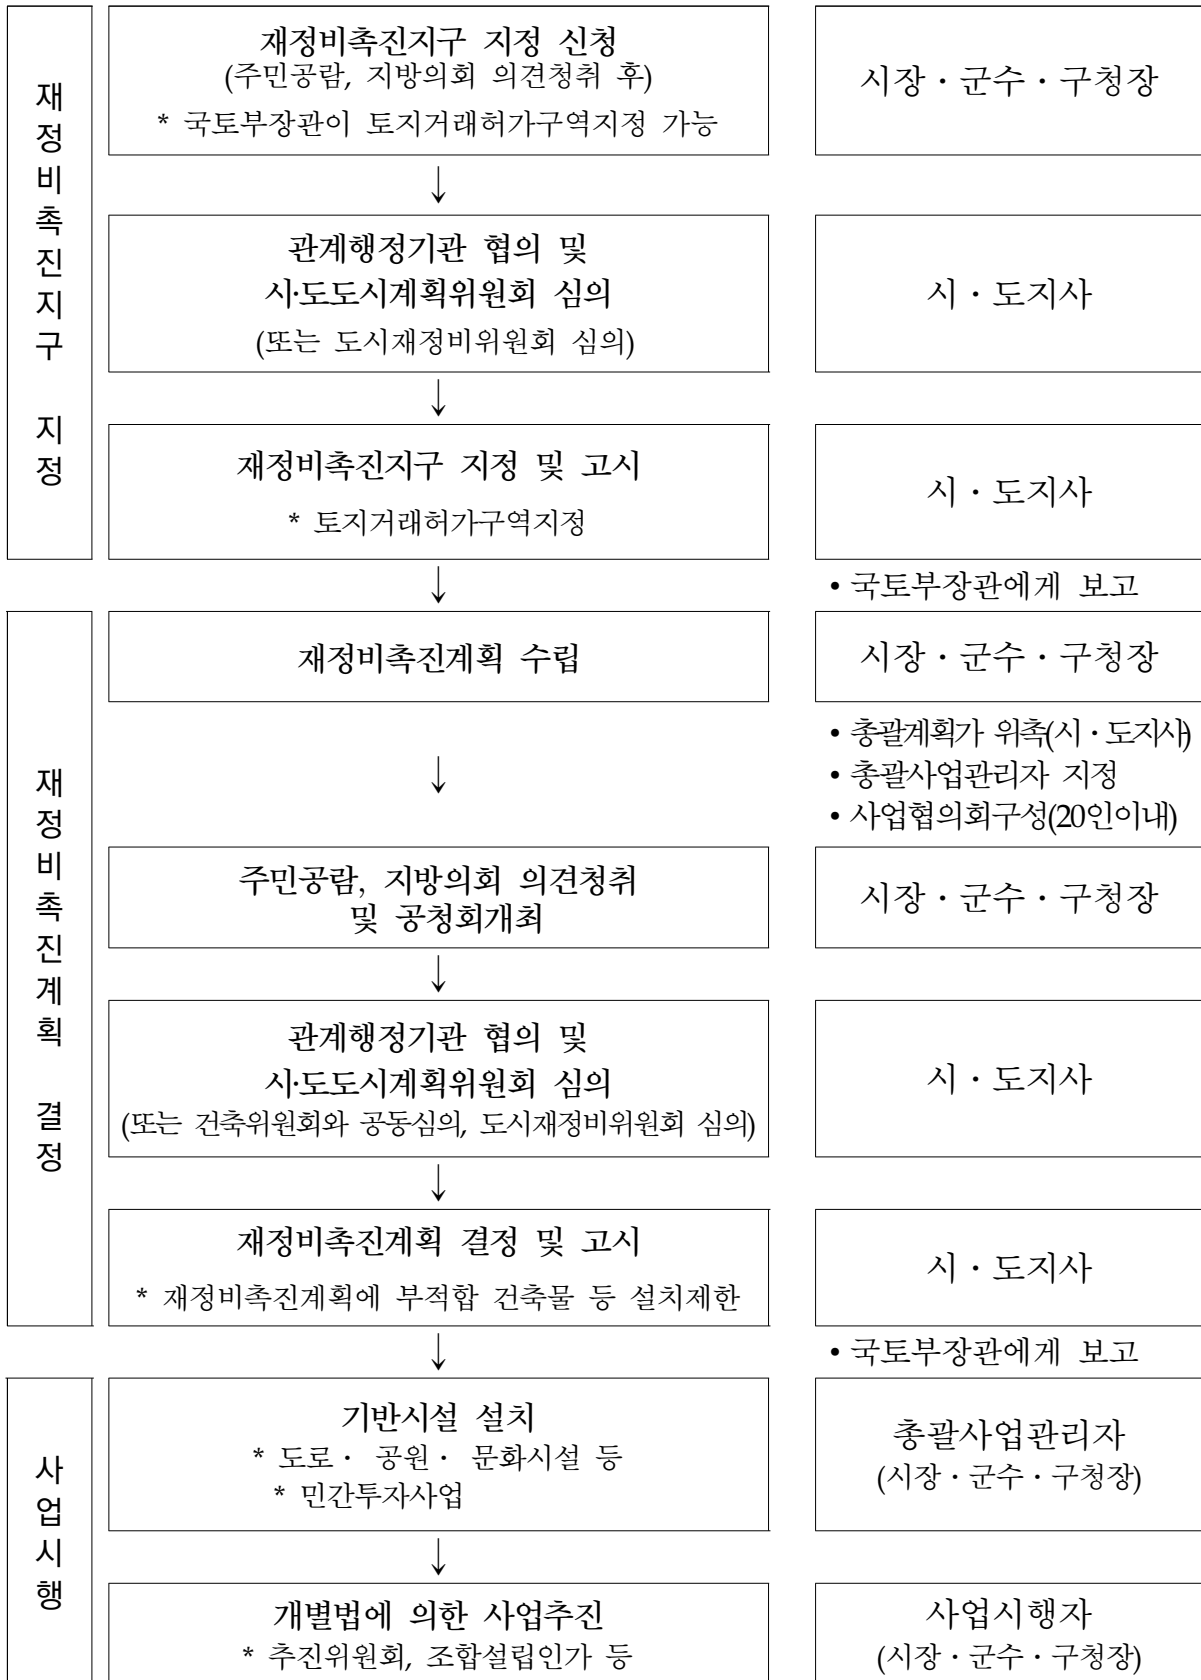 재정비촉진지구 지정
재정비촉진지구 지정 신청
(주민공람, 지방의회 의견청취 후)
* 국토부장관이 토지거래허가구역지정 가능
시장・군수・구청장
↓
관계행정기관 협의 및
시·도도시계획위원회 심의
(또는 도시재정비위원회 심의)
시・도지사
↓
재정비촉진지구 지정 및 고시
* 토지거래허가구역지정
시・도지사
↓
• 국토부장관에게 보고
재정비촉진계획 결정
재정비촉진계획 수립
시장・군수・구청장
↓
• 총괄계획가 위촉(시・도지사)
• 총괄사업관리자 지정
• 사업협의회구성(20인이내)
주민공람, 지방의회 의견청취
및 공청회개최
시장・군수・구청장
↓
관계행정기관 협의 및
시·도도시계획위원회 심의
(또는 건축위원회와 공동심의, 도시재정비위원회 심의)
시・도지사
↓
재정비촉진계획 결정 및 고시
* 재정비촉진계획에 부적합 건축물 등 설치제한
시・도지사
↓
• 국토부장관에게 보고
사업시행
기반시설 설치
* 도로・ 공원・ 문화시설 등
* 민간투자사업
총괄사업관리자
(시장・군수・구청장)
↓
개별법에 의한 사업추진
* 추진위원회, 조합설립인가 등
사업시행자
(시장・군수・구청장)